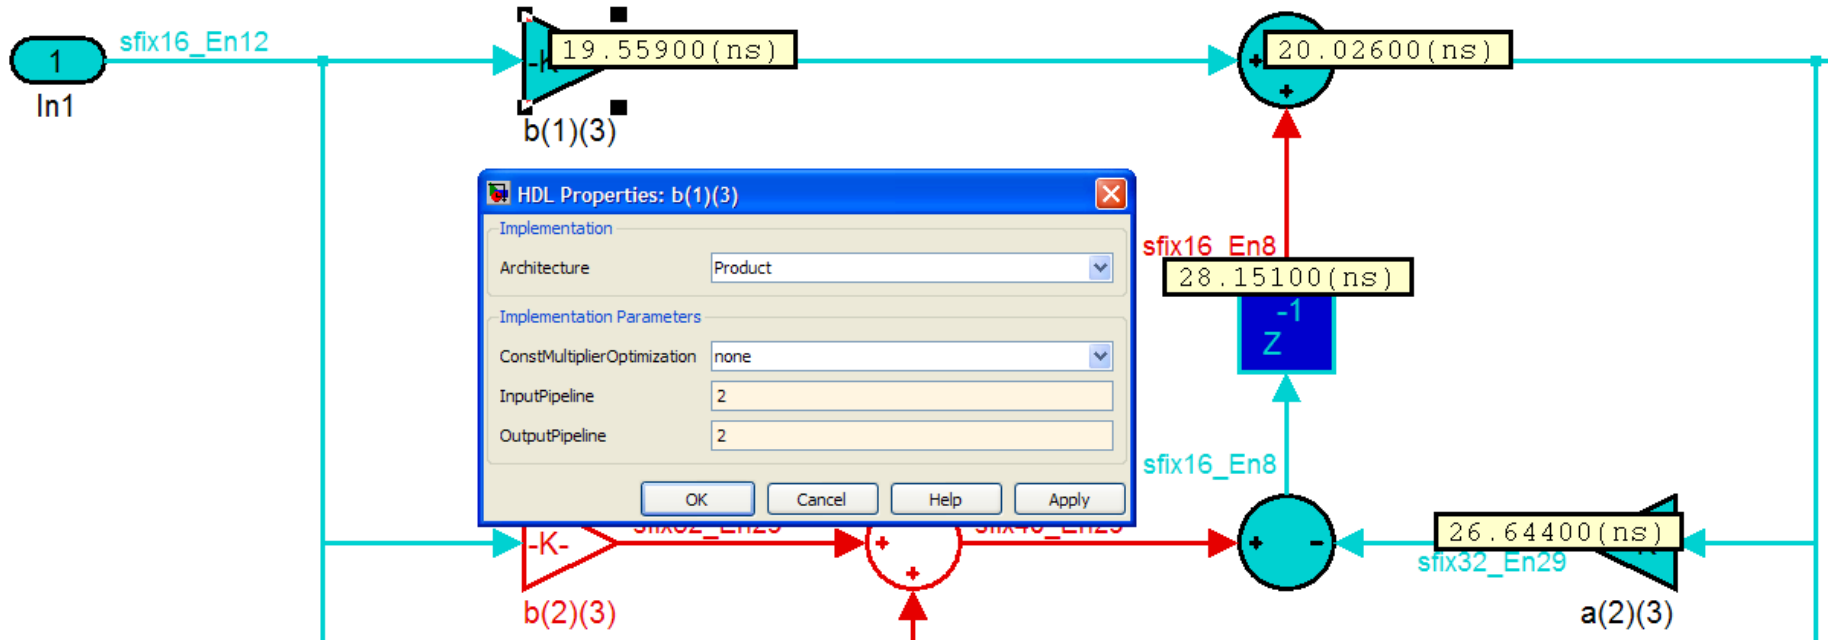 1
In1
sfix16_En12
-K
19.55900(ns)
b(1)(3)
+
20.02600(ns)
+
HDL Properties: b(1)(3)
Implementation
Architecture
Product
Implementation Parameters
ConstMultiplierOptimization
none
InputPipeline
2
OutputPipeline
2
OK
Cancel
Help
Apply
sfix16_En8
28.15100(ns)
-1
Z
sfix16_En8
-K-
b(2)(3)
+
+
+
-
26.64400(ns)
sfix32_En29
a(2)(3)